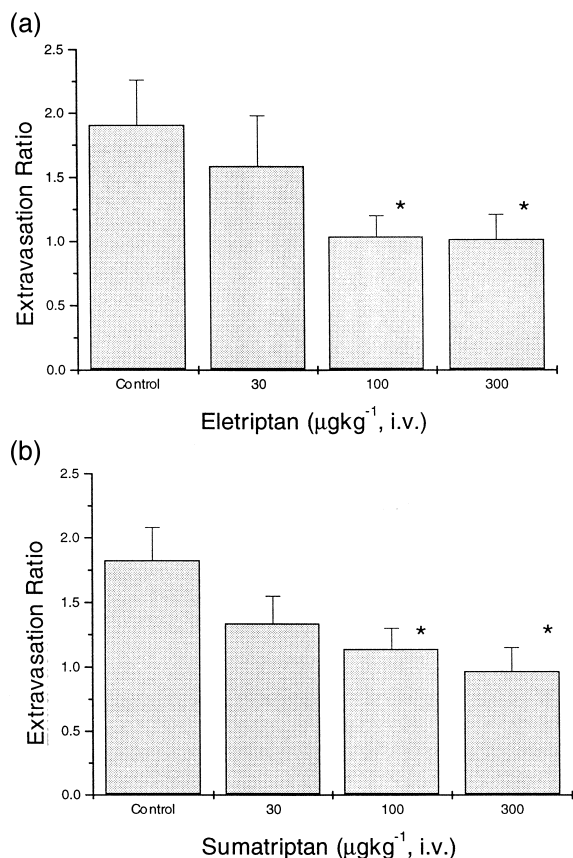 (a)
2.5
2.0
1.5
1.0
0.5
0.0
Extravasation Ratio
* *
Control 30 100 300
Eletriptan (μgkg⁻¹, i.v.)
(b)
2.5
2.0
1.5
1.0
0.5
0.0
Extravasation Ratio
* *
Control 30 100 300
Sumatriptan (μgkg⁻¹, i.v.)